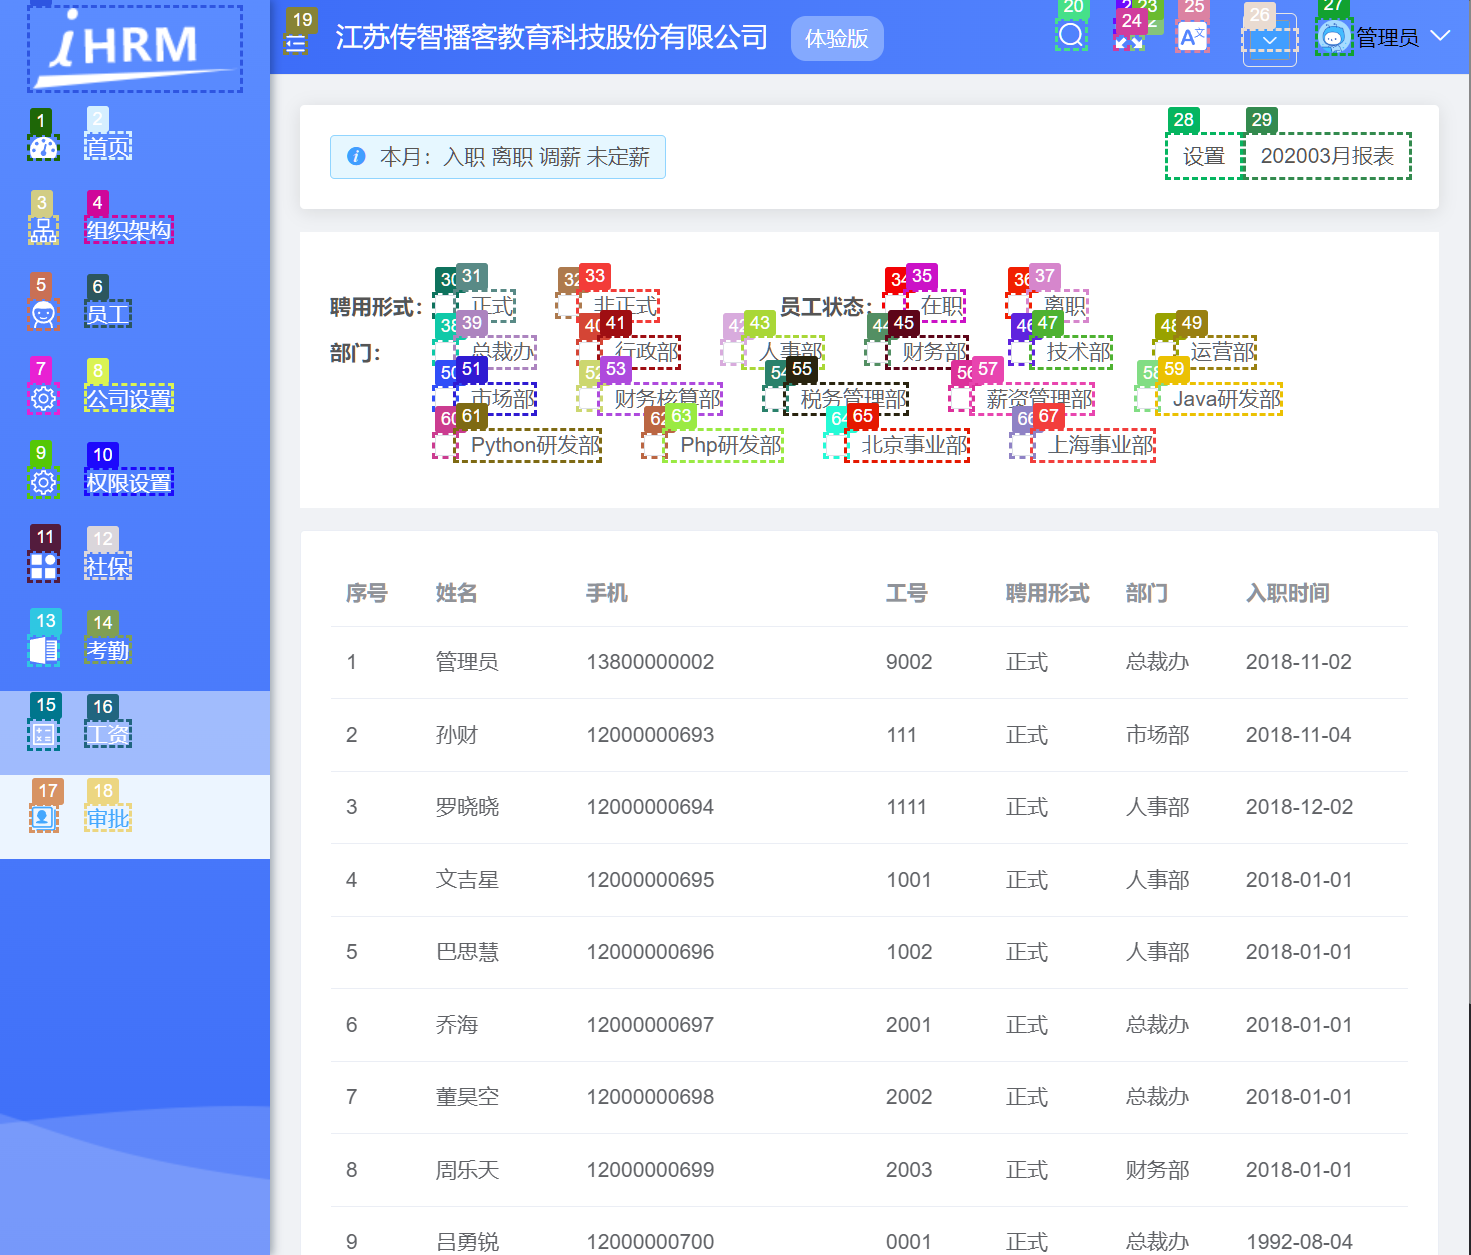 iHRM
19
江苏传智播客教育科技股份有限公司
体验版
20
23
24
25
26
27
管理员
1
2
首页
3
4
组织架构
5
6
员工
7
8
公司设置
9
10
权限设置
11
12
社保
13
14
考勤
15
16
工资
17
18
审批
本月：入职 离职 调薪 未定薪
28
29
设置
202003月报表
30 31 32 33 34 35 36 37
聘用形式： 正式 非正式 员工状态： 在职 离职
38 39 40 41 42 43 44 45 46 47 48 49
部门： 总裁办 行政部 人事部 财务部 技术部 运营部
50 51 52 53 54 55 56 57 58 59
市场部 财务核算部 税务管理部 薪资管理部 Java研发部
60 61 62 63 64 65 66 67
Python研发部 Php研发部 北京事业部 上海事业部
序号 姓名 手机 工号 聘用形式 部门 入职时间
1 管理员 13800000002 9002 正式 总裁办 2018-11-02
2 孙财 12000000693 111 正式 市场部 2018-11-04
3 罗晓晓 12000000694 1111 正式 人事部 2018-12-02
4 文吉星 12000000695 1001 正式 人事部 2018-01-01
5 巴思慧 12000000696 1002 正式 人事部 2018-01-01
6 乔海 12000000697 2001 正式 总裁办 2018-01-01
7 董昊空 12000000698 2002 正式 总裁办 2018-01-01
8 周乐天 12000000699 2003 正式 财务部 2018-01-01
9 吕勇锐 12000000700 0001 正式 总裁办 1992-08-04